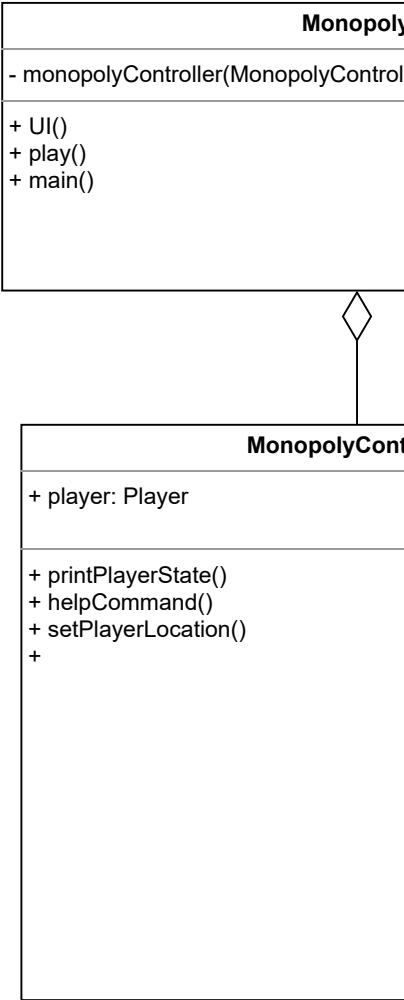 Monopoly
- monopolyController(MonopolyControl
+ UI()
+ play()
+ main()
MonopolyCont
+ player: Player
+ printPlayerState()
+ helpCommand()
+ setPlayerLocation()
+